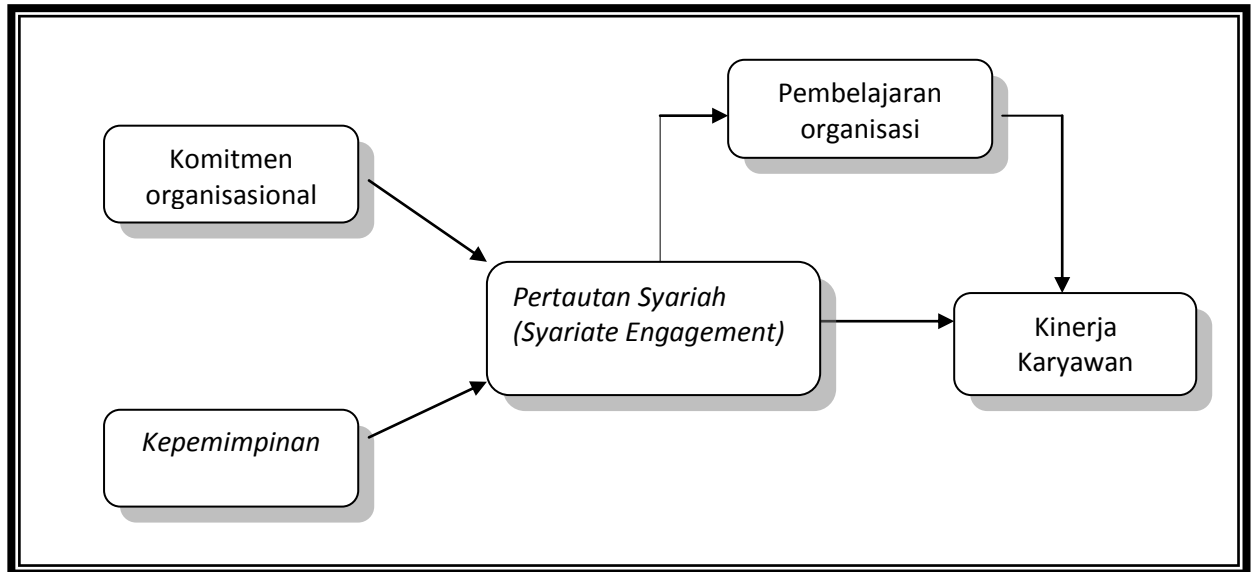 Pembelajaran
organisasi
Komitmen
organisasional
Pertautan Syariah
(Syariate Engagement)
Kinerja
Karyawan
Kepemimpinan